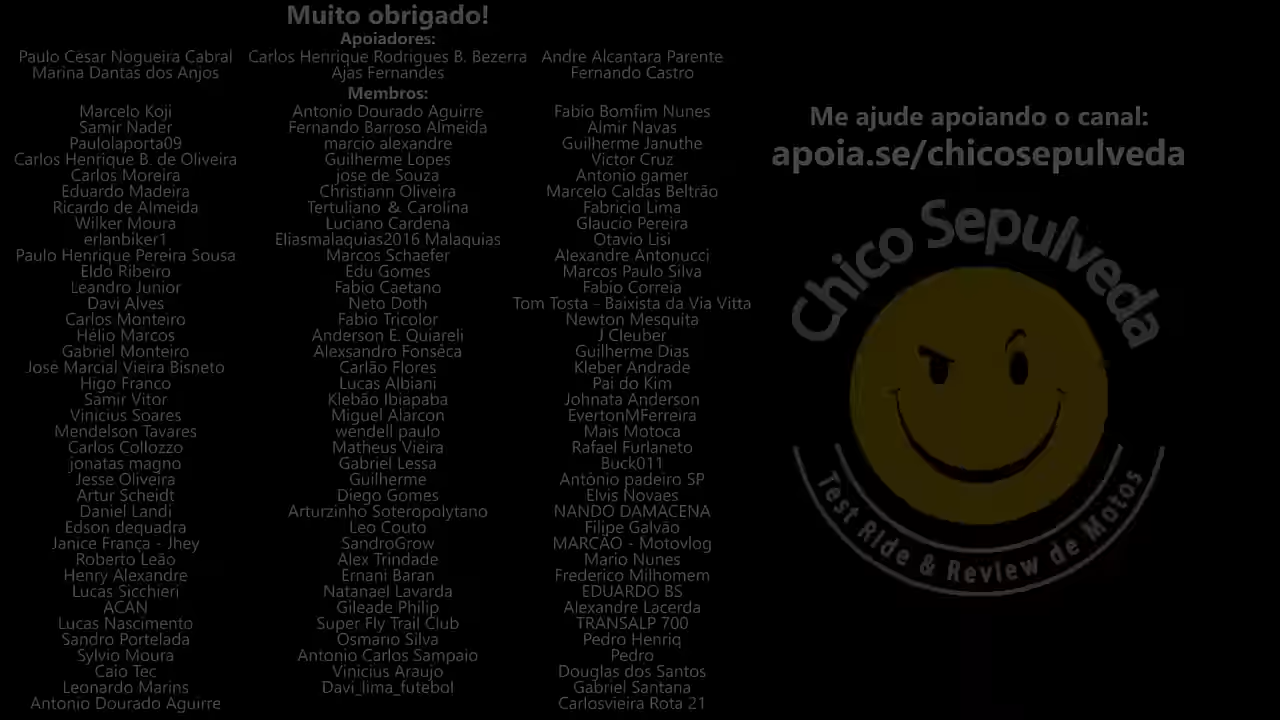 Muito obrigado!
Apoiadores:
Paulo César Nogueira Cabral Carlos Henrique Rodrigues B. Bezerra Andre Alcantara Parente
Marina Dantas dos Anjos Ajas Fernandes Fernando Castro
Membros:
Marcelo Koji Antonio Dourado Aguirre Fabio Bomfim Nunes
Samir Nader Fernando Barroso Almeida Almir Navas
Paulolaporta09 marcio alexandre Guilherme Januthe
Carlos Henrique B. de Oliveira Guilherme Lopes Victor Cruz
Carlos Moreira jose de Souza Antonio gamer
Eduardo Madeira Christiann Oliveira Marcelo Caldas Beltrão
Ricardo de Almeida Tertuliano & Carolina Fabricio Lima
Wilker Moura Luciano Cardena Glaucio Pereira
erlanbiker1 Eliasmalaquias2016 Malaquias Otavio Lisi
Paulo Henrique Pereira Sousa Marcos Schaefer Alexandre Antonucci
Eldo Ribeiro Edu Gomes Marcos Paulo Silva
Leandro Junior Fabio Caetano Fabio Correia
Davi Alves Neto Doth Tom Tosta - Baixista da Via Vitta
Carlos Monteiro Fabio Tricolor Newton Mesquita
Hélio Marcos Anderson E. Quiareli J Cleuber
Gabriel Monteiro Alexsandro Fonsêca Guilherme Dias
José Marcial Vieira Bisneto Carlão Flores Kleber Andrade
Higo Franco Lucas Albiani Pai do Kim
Samir Vitor Klebão Ibiapaba Johnata Anderson
Vinicius Soares Miguel Alarcon EvertonMFerreira
Mendelson Tavares wendell paulo Mais Motoca
Carlos Collozzo Matheus Vieira Rafael Furlaneto
jonatas magno Gabriel Lessa Buck011
Jesse Oliveira Guilherme Antônio padeiro SP
Artur Scheidt Diego Gomes Elvis Novaes
Daniel Landi Arturzinho Soteropolytano NANDO DAMACENA
Edson dequadra Leo Couto Filipe Galvão
Janice França - Jhey SandroGrow MARCÃO - Motovlog
Roberto Leão Alex Trindade Mario Nunes
Henry Alexandre Ernani Baran Frederico Milhomem
Lucas Sicchieri Natanael Lavarda EDUARDO BS
ACAN Gileade Philip Alexandre Lacerda
Lucas Nascimento Super Fly Trail Club TRANSALP 700
Sandro Portelada Osmario Silva Pedro Henriq
Sylvio Moura Antonio Carlos Sampaio Pedro
Caio Tec Vinicius Araujo Douglas dos Santos
Leonardo Marins Davi_lima_futebol Gabriel Santana
Antonio Dourado Aguirre Carlosvieira Rota 21
Me ajude apoiando o canal:
apoia.se/chicosepulveda
Chico Sepulveda
Test Ride & Review de Motos